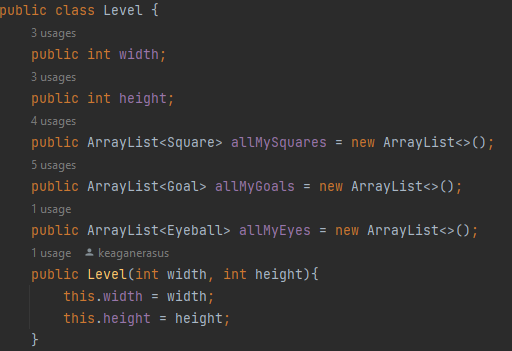 public class Level {
3 usages
public int width;
3 usages
public int height;
4 usages
public ArrayList<Square> allMySquares = new ArrayList<>();
5 usages
public ArrayList<Goal> allMyGoals = new ArrayList<>();
1 usage
public ArrayList<Eyeball> allMyEyes = new ArrayList<>();
1 usage keaganerasus
public Level(int width, int height){
this.width = width;
this.height = height;
}